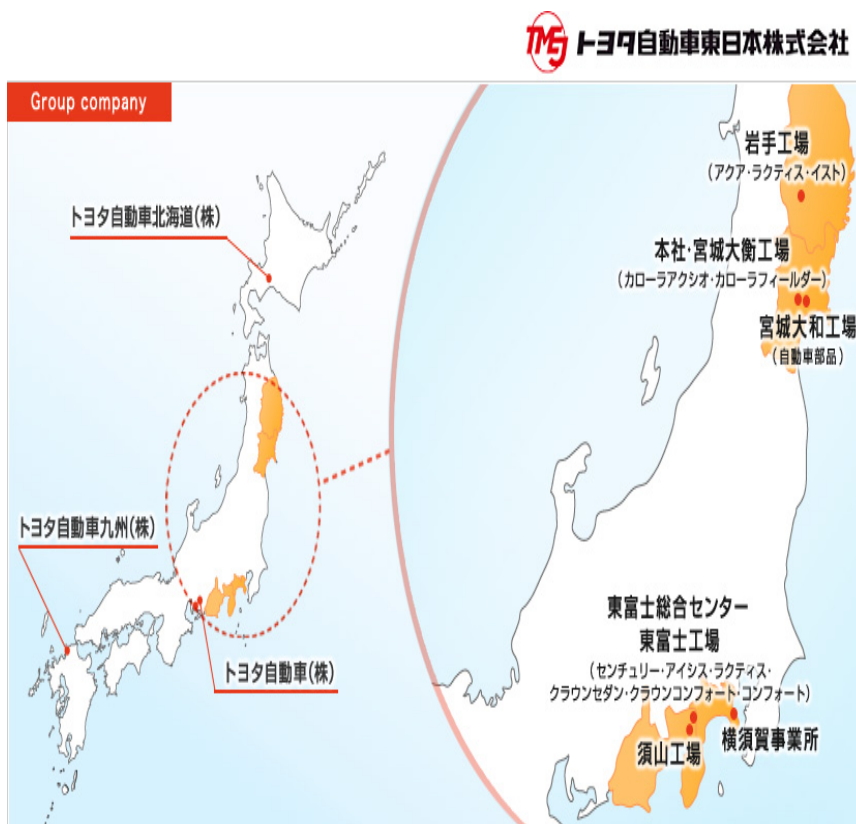 TMEJ トヨタ自動車東日本株式会社
Group company
トヨタ自動車北海道(株)
トヨタ自動車九州(株)
トヨタ自動車(株)
岩手工場
(アクア・ラクティス・イスト)
本社・宮城大衡工場
(カローラアクシオ・カローラフィールダー)
宮城大和工場
(自動車部品)
東富士総合センター
東富士工場
(センチュリー・アイシス・ラクティス・
クラウンセダン・クラウンコンフォート・コンフォート)
須山工場
横須賀事業所